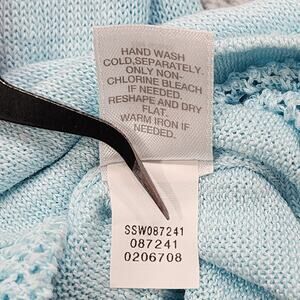 HAND WASH
COLD,SEPARATELY.
ONLY NON-
CHLORINE BLEACH
IF NEEDED.
RESHAPE AND DRY
FLAT.
WARM IRON IF
NEEDED.
SSW087241
087241
0206708